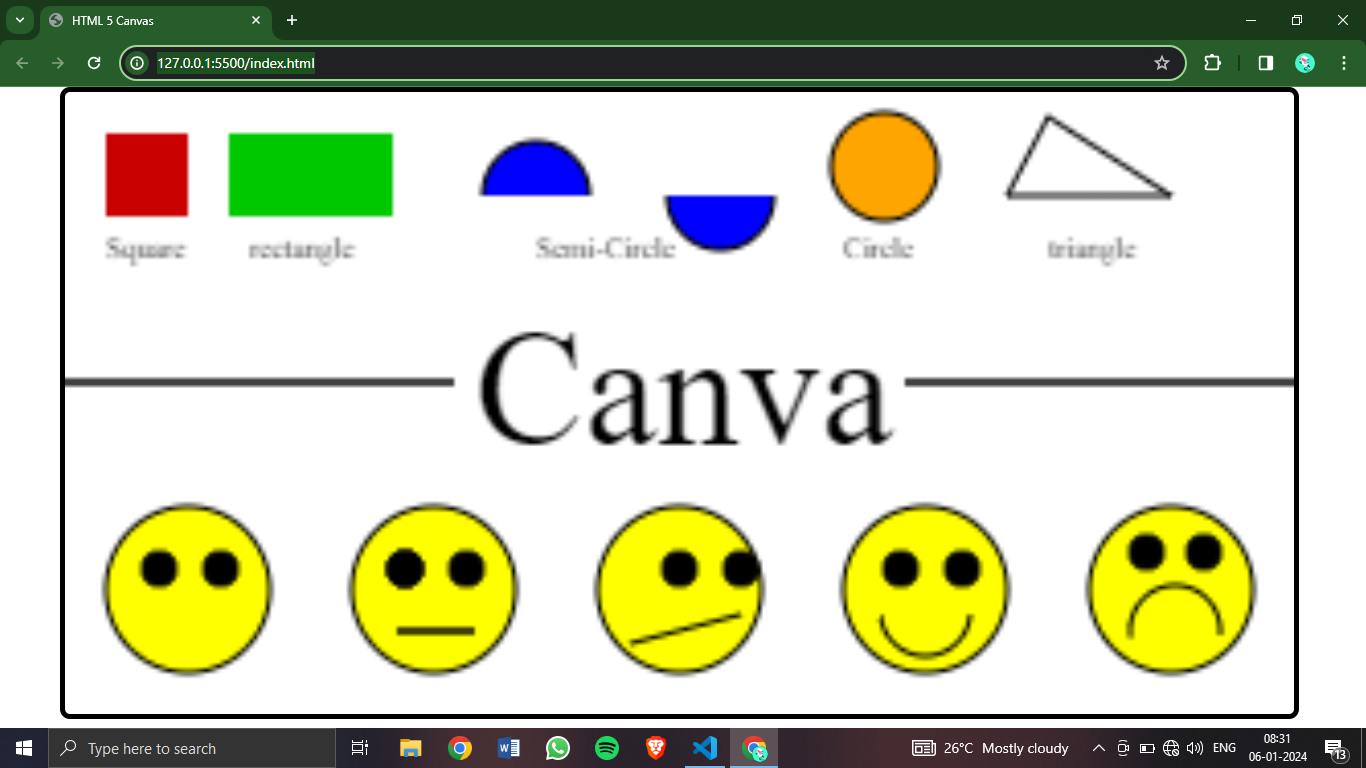 HTML 5 Canvas
127.0.0.1:5500/index.html
Square rectangle Semi-Circle Circle triangle
Canva
Type here to search
26°C Mostly cloudy
ENG
08:31
06-01-2024
13